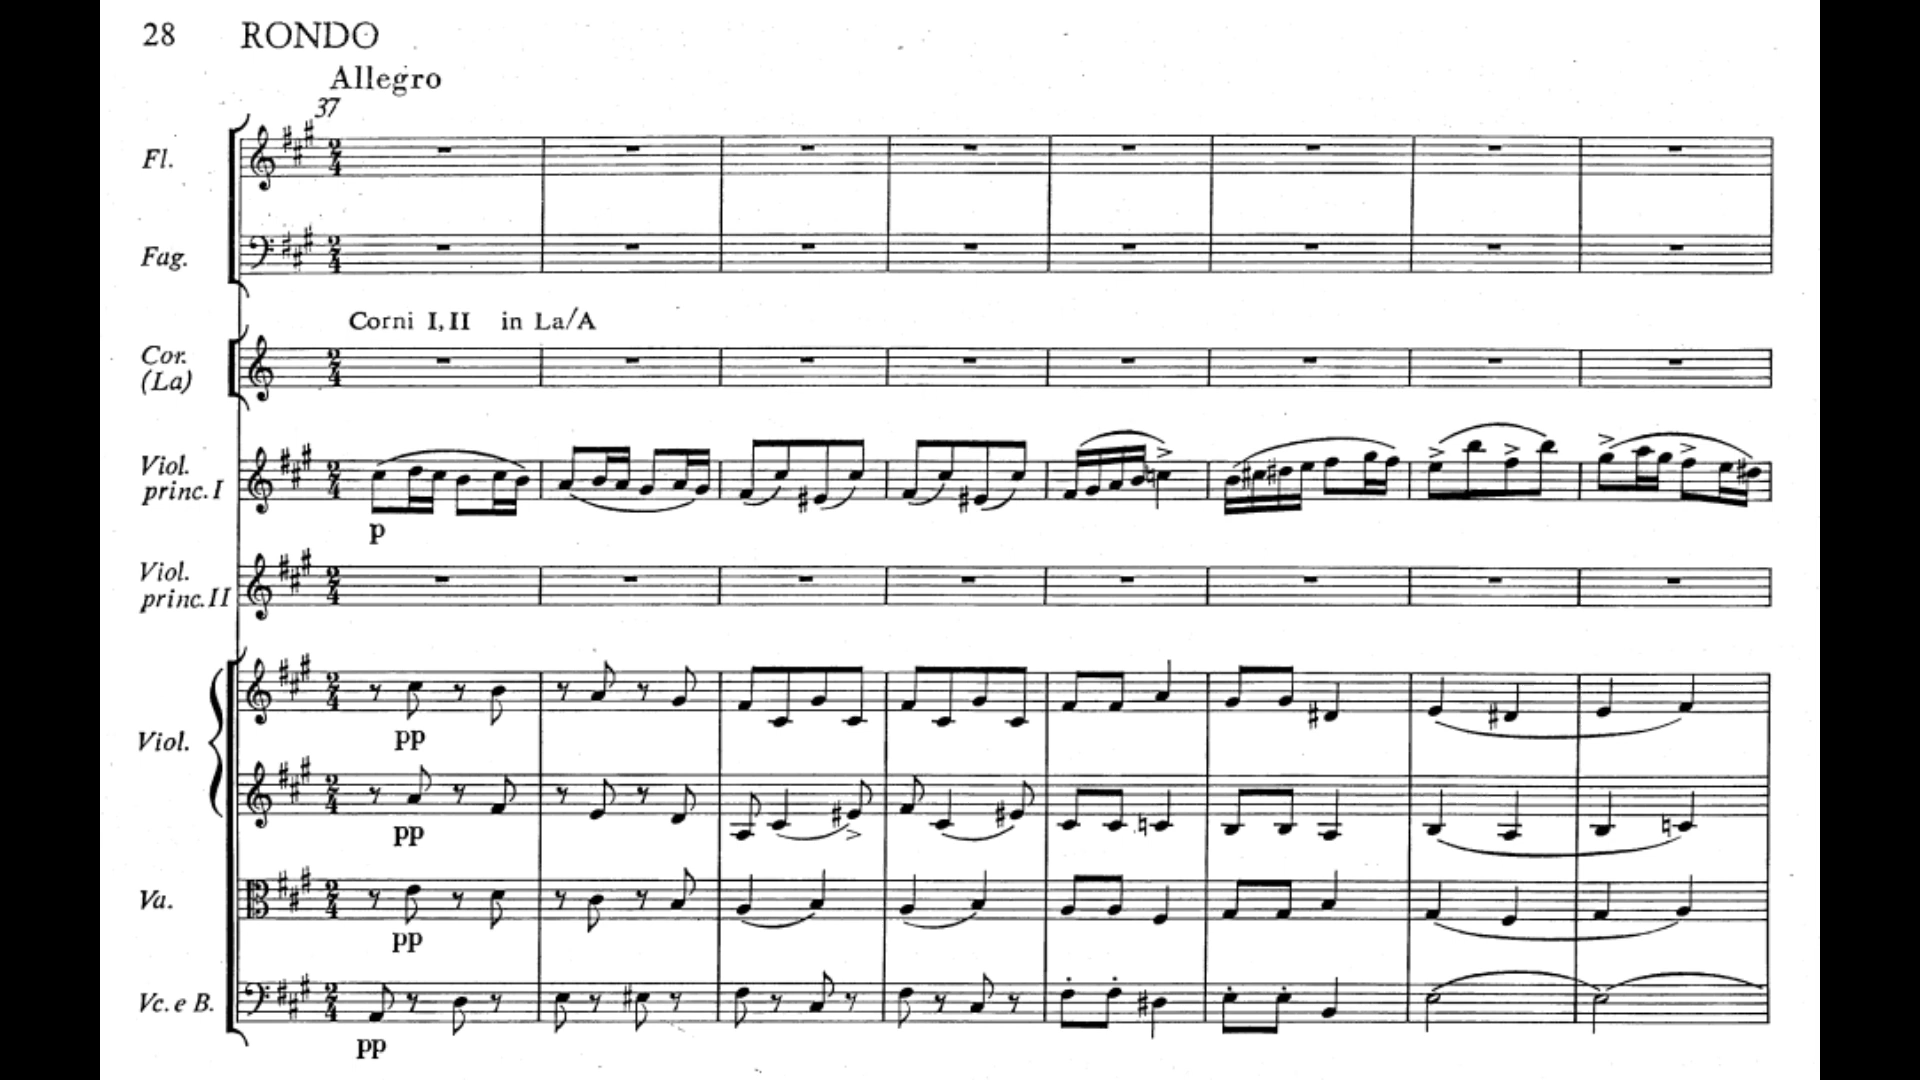 28 RONDO
Allegro
37
Fl.
Fag.
Corni I, II in La/A
Cor.
(La)
Viol.
princ. I
p
Viol.
princ. II
Viol.
pp
pp
Va.
pp
Vc. e B.
pp